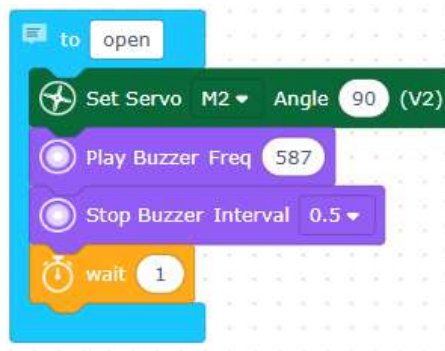 to open
Set Servo M2 Angle 90 (V2)
Play Buzzer Freq 587
Stop Buzzer Interval 0.5
wait 1